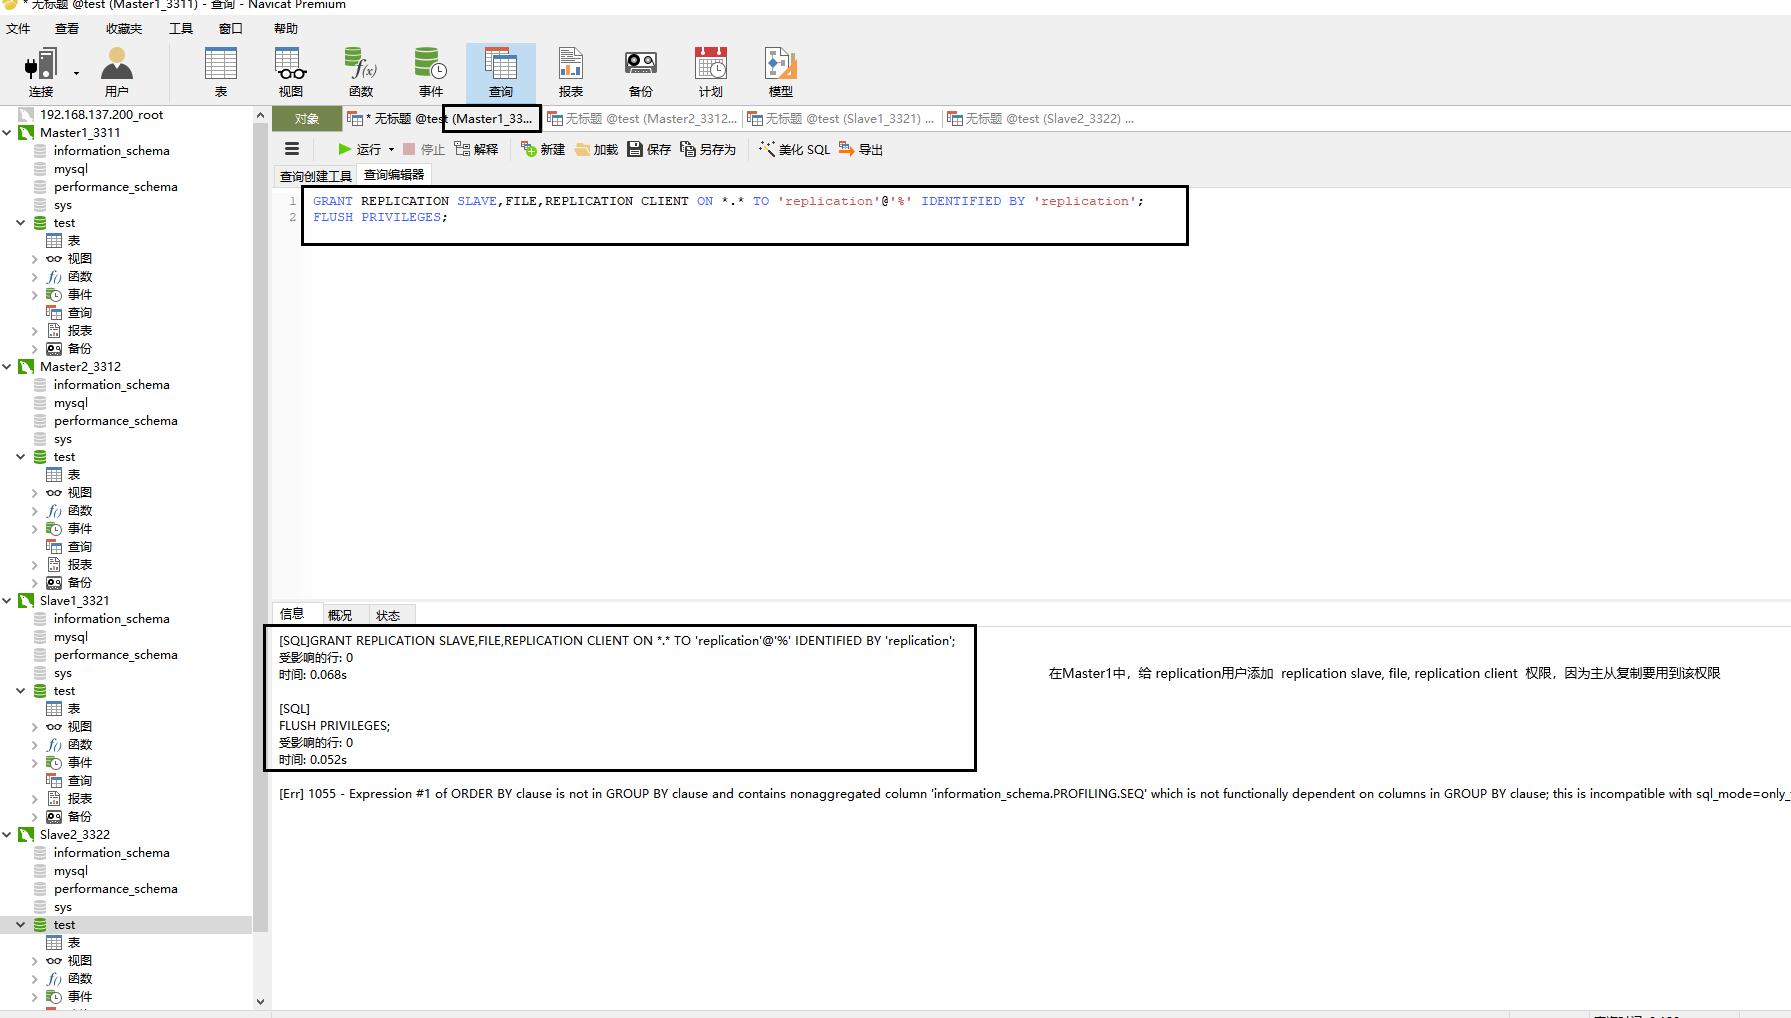 * 无标题 @test (Master1_3311) - 查询 - Navicat Premium
文件 查看 收藏夹 工具 窗口 帮助
连接 用户 表 视图 函数 事件 查询 报表 备份 计划 模型
f(x)
192.168.137.200_root
Master1_3311
information_schema
mysql
performance_schema
sys
test
表
视图
f() 函数
事件
查询
报表
备份
Master2_3312
information_schema
mysql
performance_schema
sys
test
表
视图
f() 函数
事件
查询
报表
备份
Slave1_3321
information_schema
mysql
performance_schema
sys
test
表
视图
f() 函数
事件
查询
报表
备份
Slave2_3322
information_schema
mysql
performance_schema
sys
test
表
视图
f() 函数
事件
对象 * 无标题 @test (Master1_33... 无标题 @test (Master2_3312... 无标题 @test (Slave1_3321) ... 无标题 @test (Slave2_3322) ...
运行 停止 解释 新建 加载 保存 另存为 美化 SQL 导出
查询创建工具 查询编辑器
1 GRANT REPLICATION SLAVE,FILE,REPLICATION CLIENT ON *.* TO 'replication'@'%' IDENTIFIED BY 'replication';
2 FLUSH PRIVILEGES;
信息 概况 状态
[SQL]GRANT REPLICATION SLAVE,FILE,REPLICATION CLIENT ON *.* TO 'replication'@'%' IDENTIFIED BY 'replication';
受影响的行: 0
时间: 0.068s
[SQL]
FLUSH PRIVILEGES;
受影响的行: 0
时间: 0.052s
在Master1中，给 replication用户添加 replication slave, file, replication client 权限，因为主从复制要用到该权限
[Err] 1055 - Expression #1 of ORDER BY clause is not in GROUP BY clause and contains nonaggregated column 'information_schema.PROFILING.SEQ' which is not functionally dependent on columns in GROUP BY clause; this is incompatible with sql_mode=only_